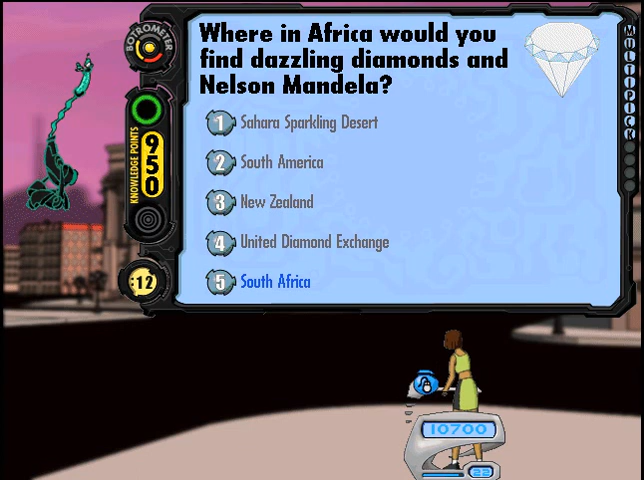 BOTROMETER
Where in Africa would you
find dazzling diamonds and
Nelson Mandela?
MULTIPICK
1 Sahara Sparkling Desert
2 South America
3 New Zealand
4 United Diamond Exchange
5 South Africa
KNOWLEDGE POINTS
950
:12
10700
22